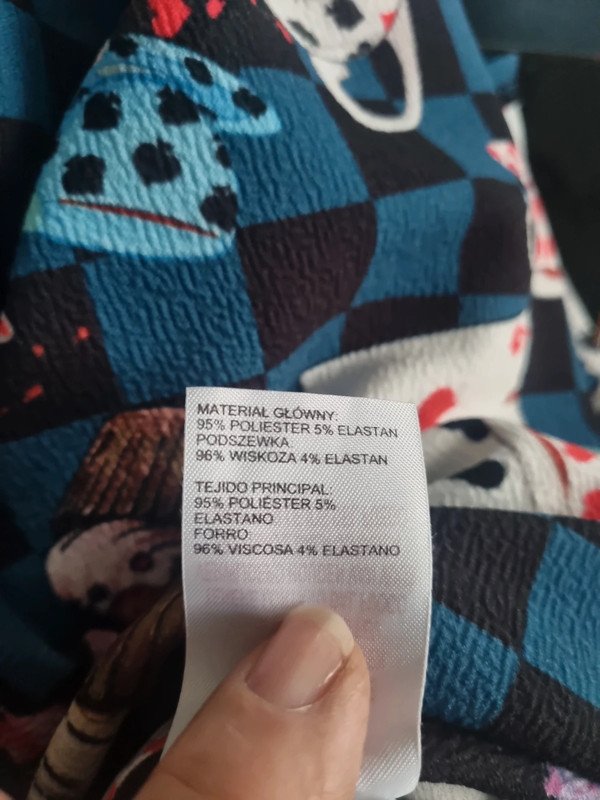 MATERIAŁ GŁÓWNY:
95% POLIESTER 5% ELASTAN
PODSZEWKA
96% WISKOZA 4% ELASTAN
TEJIDO PRINCIPAL:
95% POLIÉSTER 5%
ELASTANO
FORRO
96% VISCOSA 4% ELASTANO